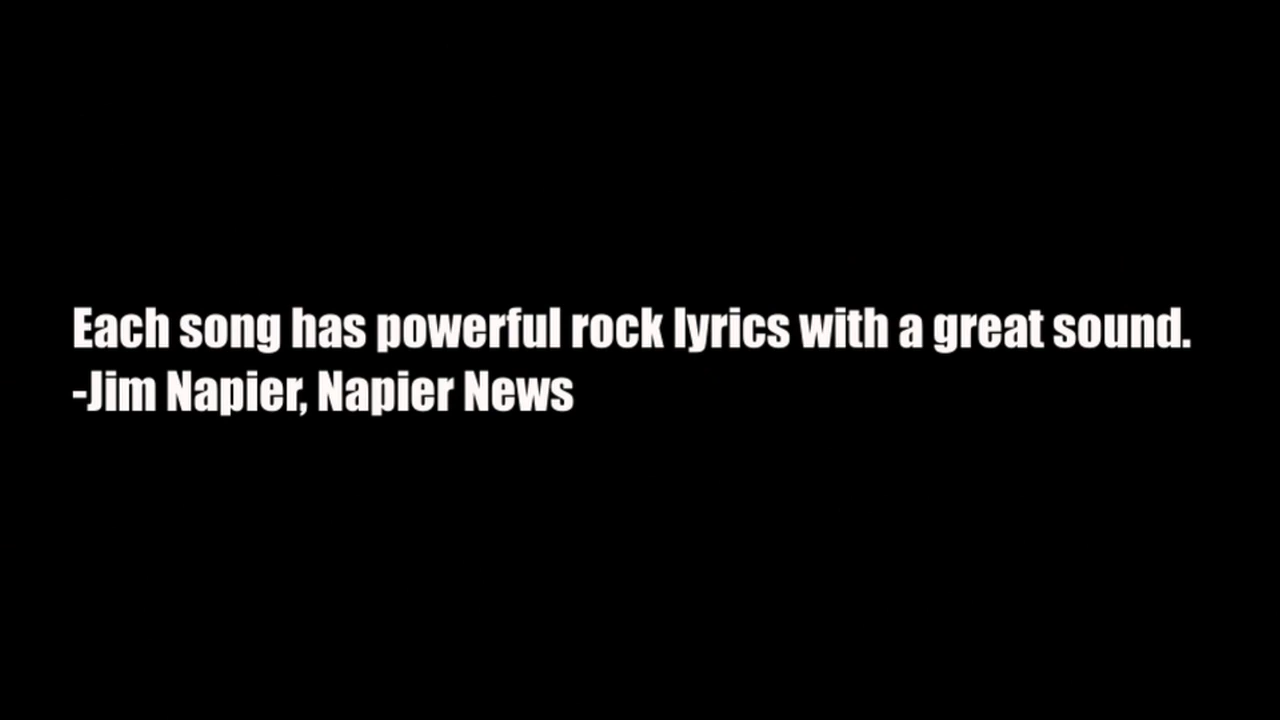 Each song has powerful rock lyrics with a great sound.
-Jim Napier, Napier News